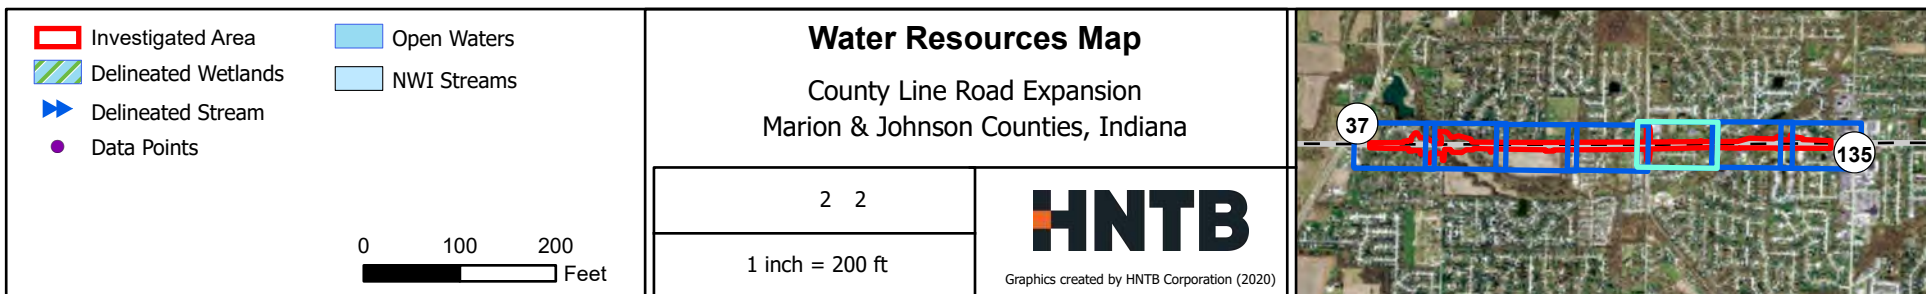 Investigated Area
Delineated Wetlands
Delineated Stream
Data Points
Open Waters
NWI Streams
0 100 200
Feet
Water Resources Map
County Line Road Expansion
Marion & Johnson Counties, Indiana
2 2
1 inch = 200 ft
HNTB
Graphics created by HNTB Corporation (2020)
37
135